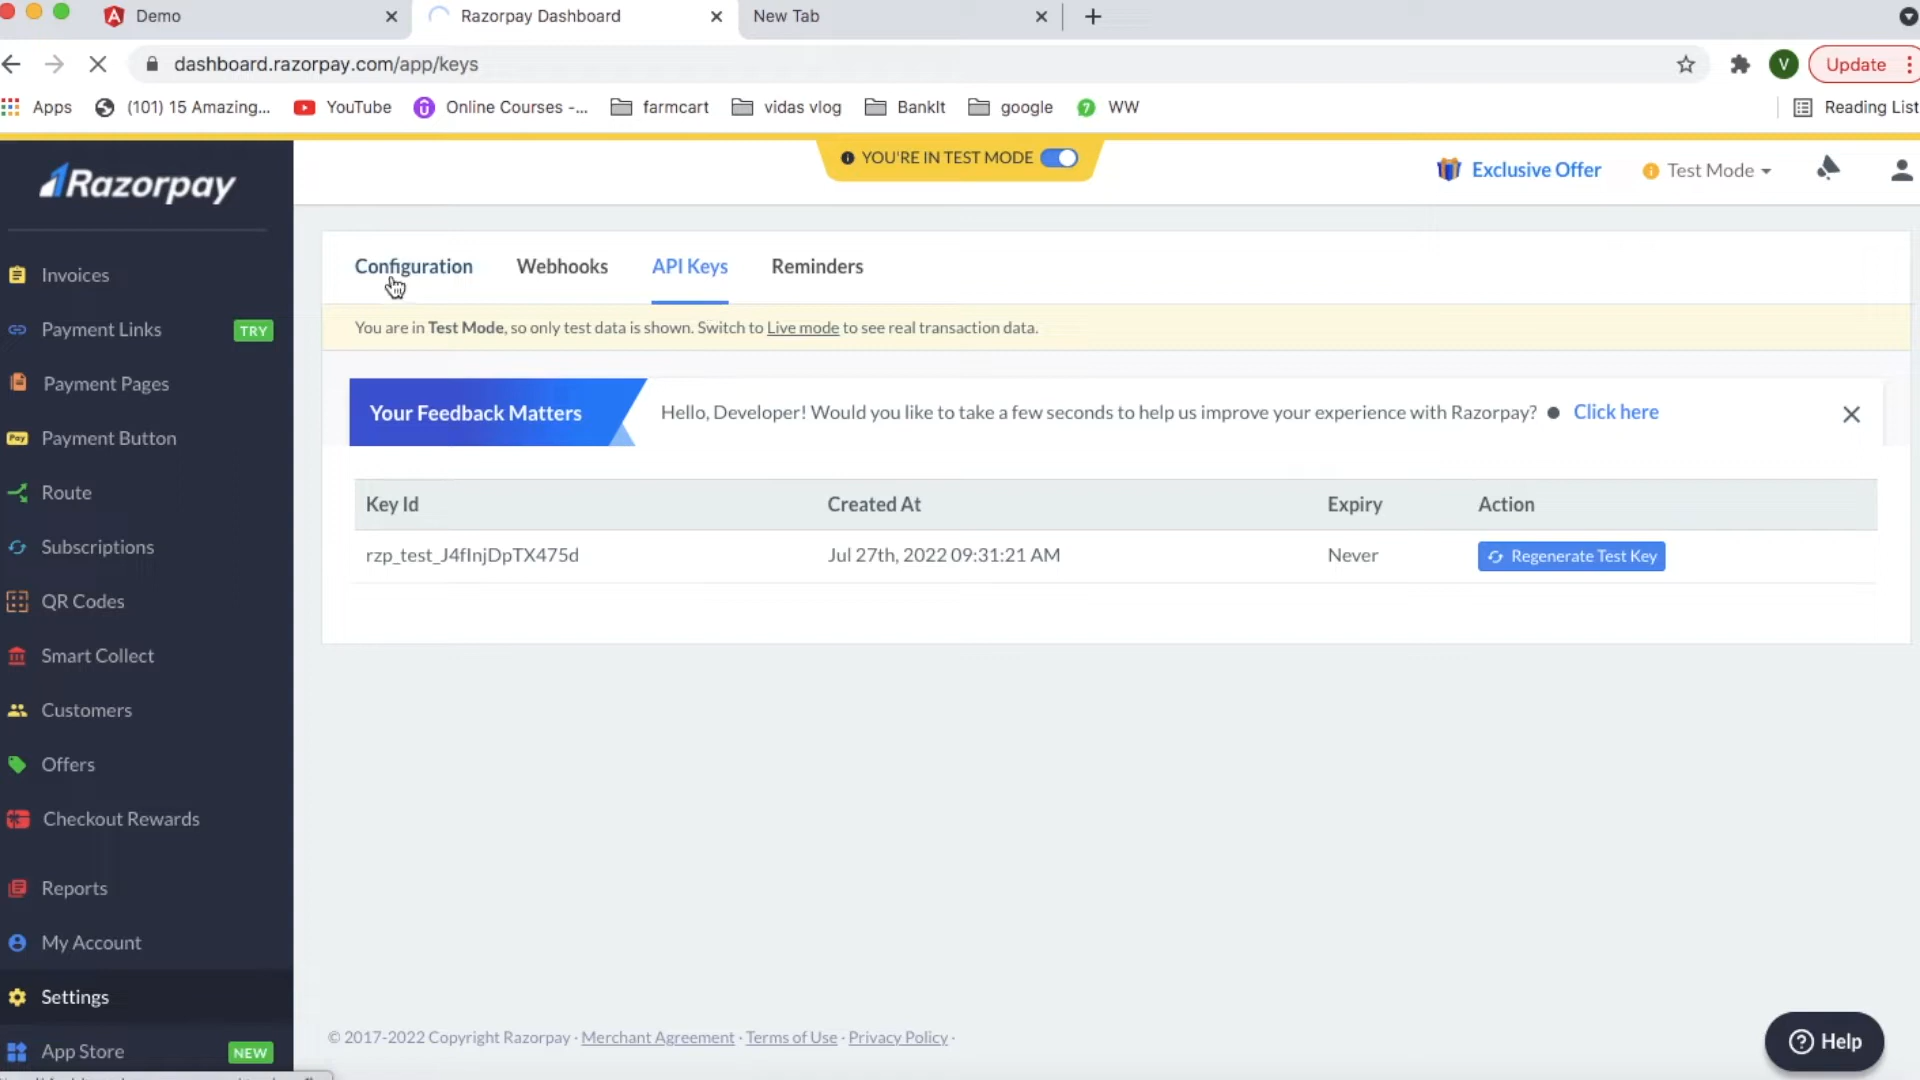 Demo
Razorpay Dashboard
New Tab
dashboard.razorpay.com/app/keys
V
Update
Apps
(101) 15 Amazing...
YouTube
Online Courses -...
farmcart
vidas vlog
BankIt
google
7
WW
Reading List
Razorpay
YOU'RE IN TEST MODE
Exclusive Offer
Test Mode
Invoices
Payment Links
TRY
Payment Pages
Pay
Payment Button
Route
Subscriptions
QR Codes
Smart Collect
Customers
Offers
Checkout Rewards
Reports
My Account
Settings
App Store
NEW
Configuration
Webhooks
API Keys
Reminders
You are in Test Mode, so only test data is shown. Switch to Live mode to see real transaction data.
Your Feedback Matters
Hello, Developer! Would you like to take a few seconds to help us improve your experience with Razorpay? ● Click here
Key Id
Created At
Expiry
Action
rzp_test_J4fInjDpTX475d
Jul 27th, 2022 09:31:21 AM
Never
Regenerate Test Key
© 2017-2022 Copyright Razorpay · Merchant Agreement · Terms of Use · Privacy Policy ·
Help